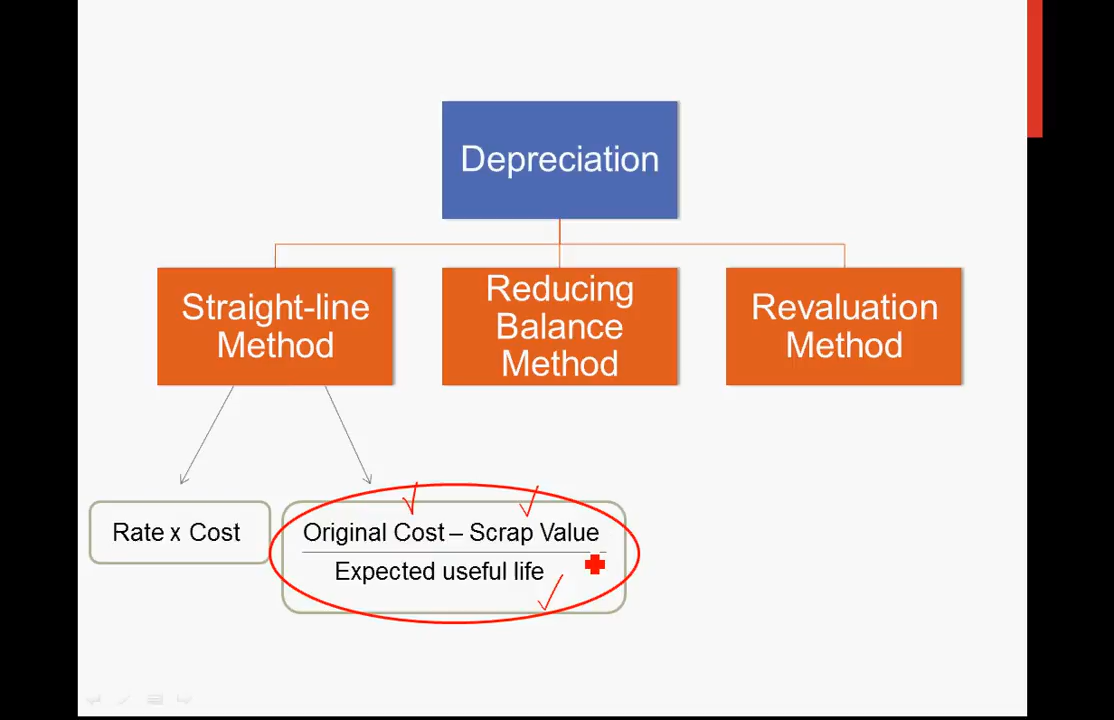 Depreciation
Straight-line
Method
Reducing
Balance
Method
Revaluation
Method
Rate x Cost
Original Cost – Scrap Value
Expected useful life